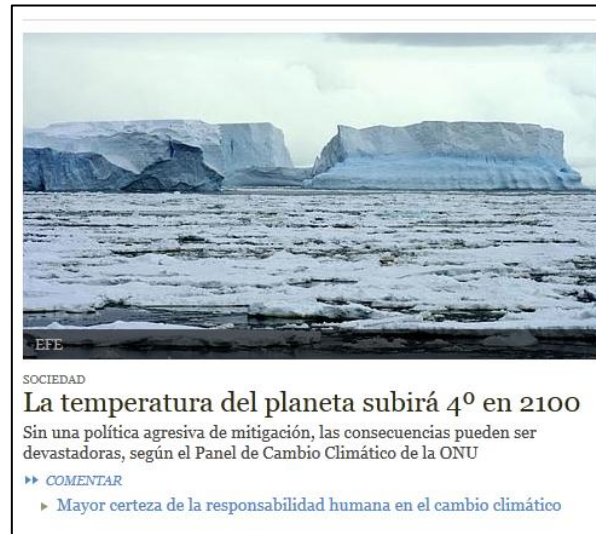 EFE
SOCIEDAD
La temperatura del planeta subirá 4º en 2100
Sin una política agresiva de mitigación, las consecuencias pueden ser
devastadoras, según el Panel de Cambio Climático de la ONU
COMENTAR
Mayor certeza de la responsabilidad humana en el cambio climático